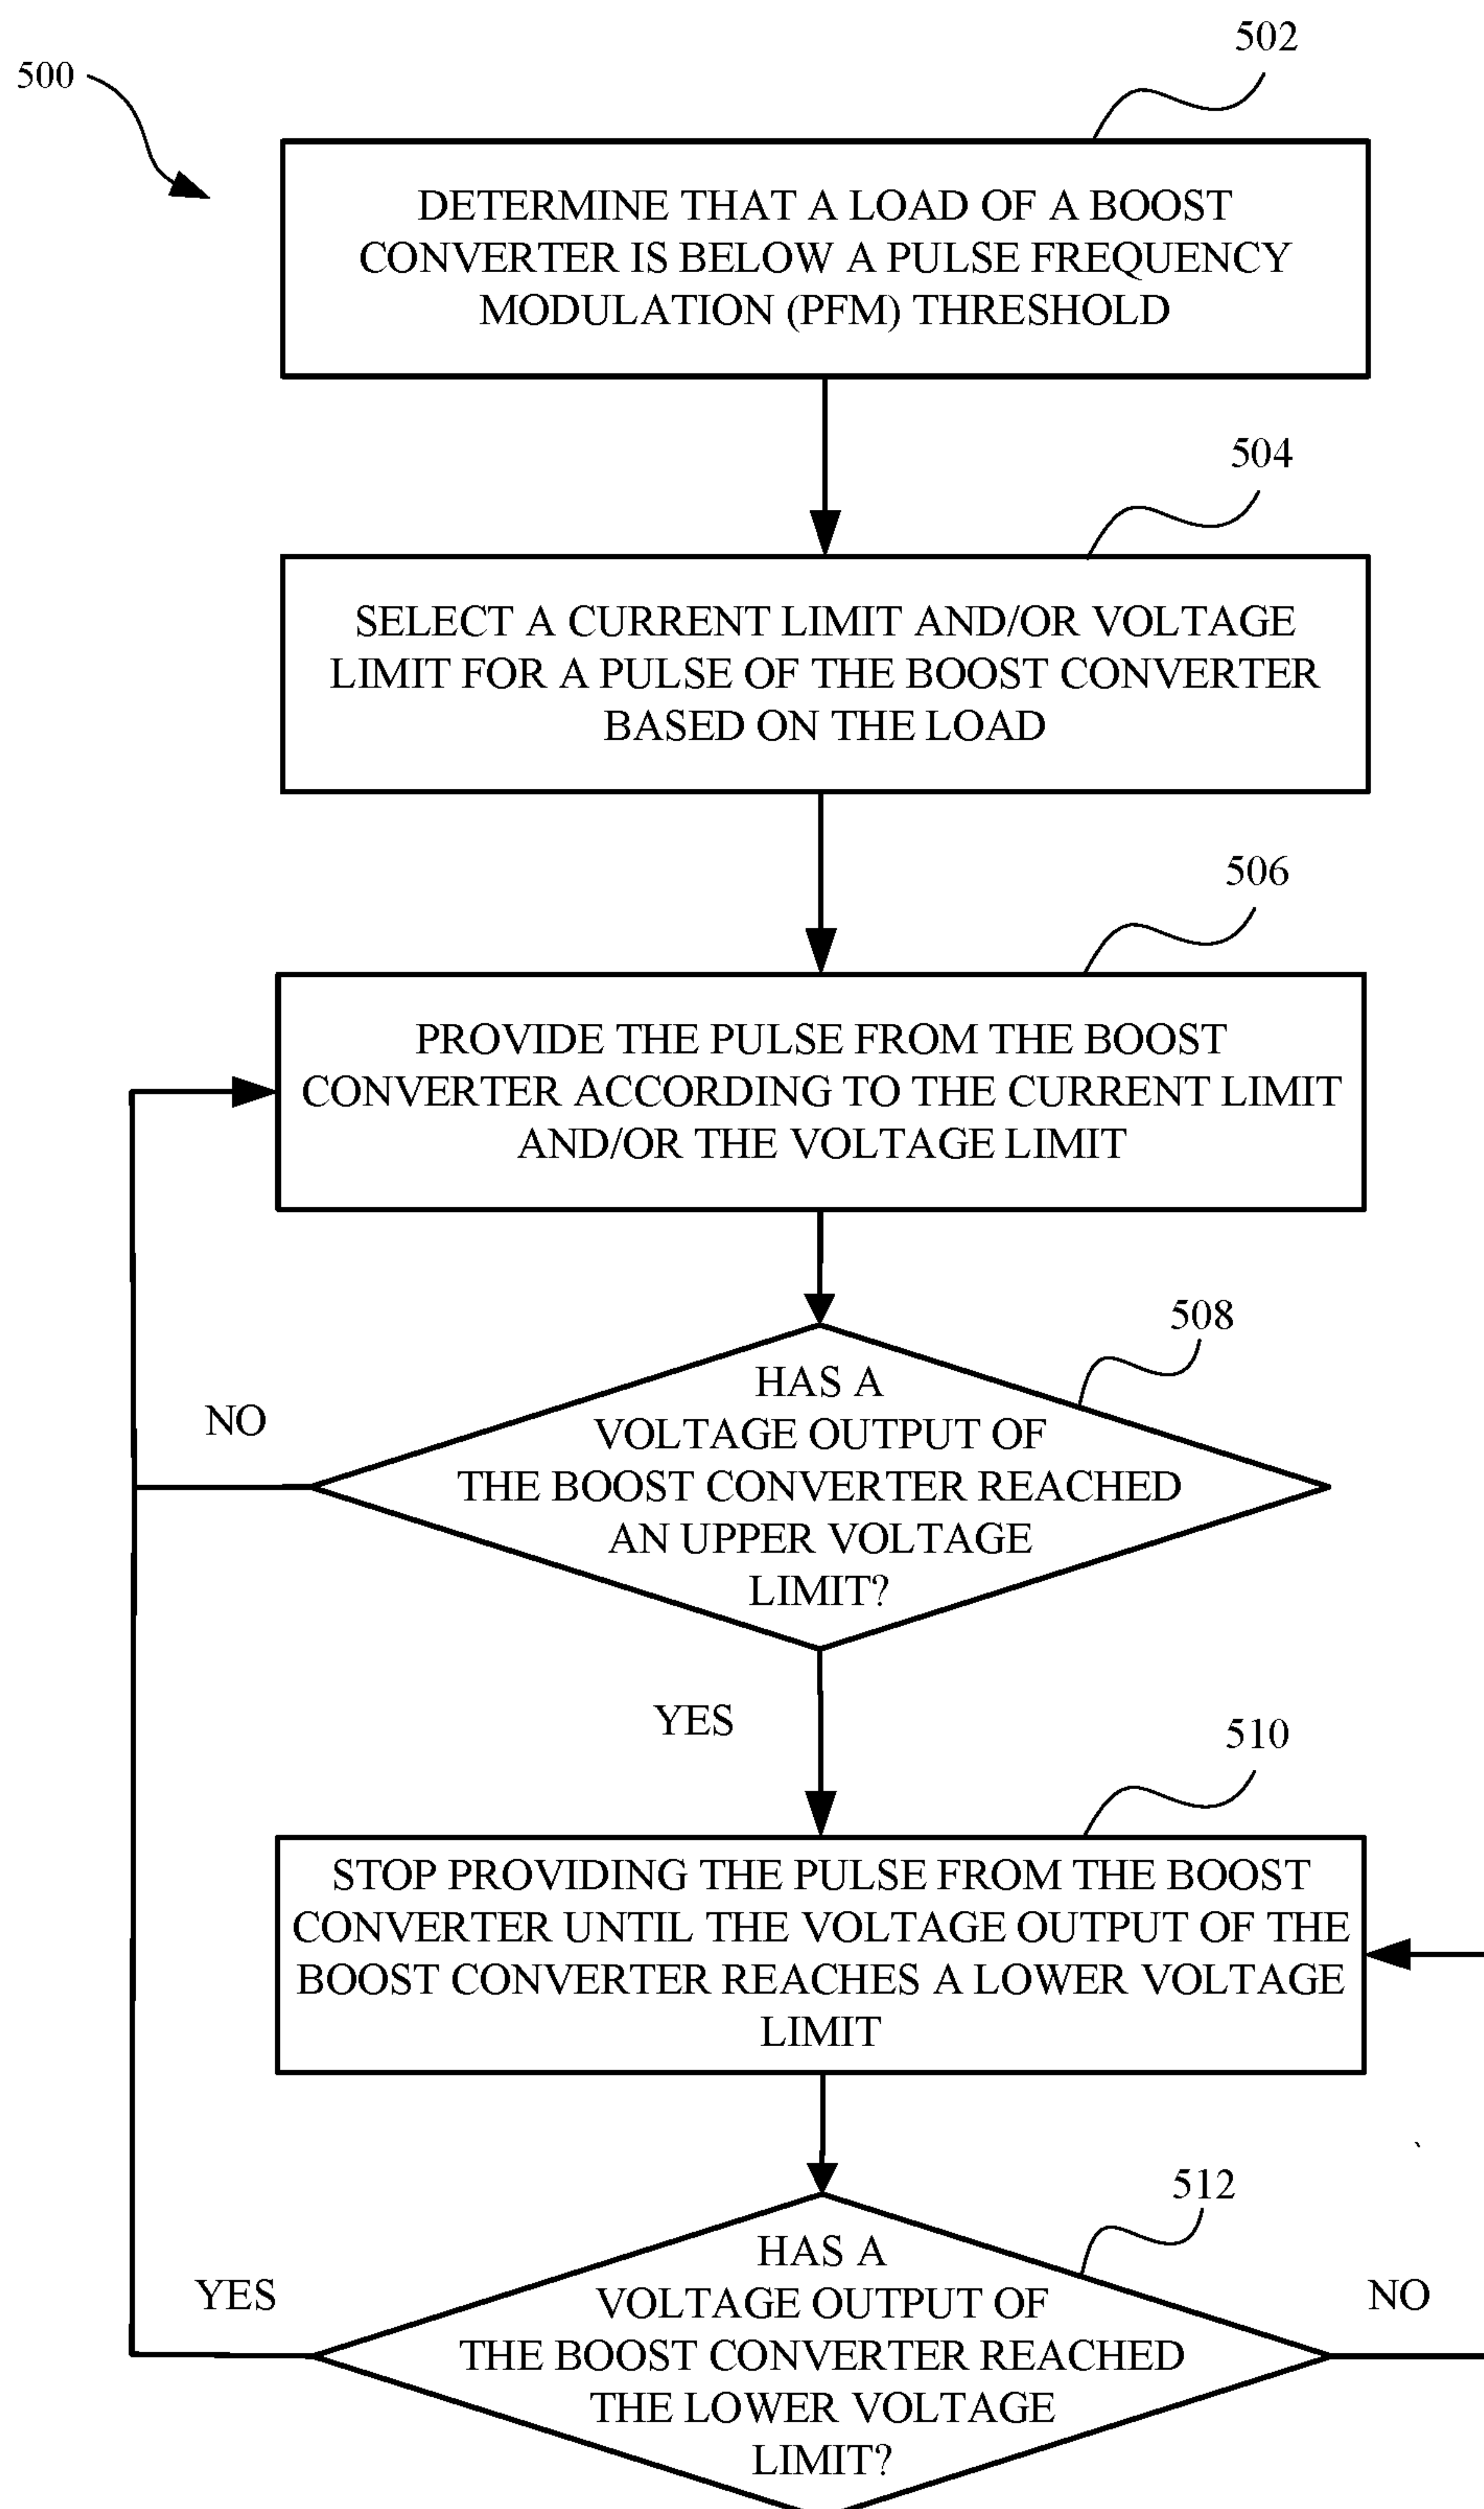 502
500
DETERMINE THAT A LOAD OF A BOOST
CONVERTER IS BELOW A PULSE FREQUENCY
MODULATION (PFM) THRESHOLD
504
SELECT A CURRENT LIMIT AND/OR VOLTAGE
LIMIT FOR A PULSE OF THE BOOST CONVERTER
BASED ON THE LOAD
506
PROVIDE THE PULSE FROM THE BOOST
CONVERTER ACCORDING TO THE CURRENT LIMIT
AND/OR THE VOLTAGE LIMIT
508
HAS A
VOLTAGE OUTPUT OF
THE BOOST CONVERTER REACHED
AN UPPER VOLTAGE
LIMIT?
NO
YES
510
STOP PROVIDING THE PULSE FROM THE BOOST
CONVERTER UNTIL THE VOLTAGE OUTPUT OF THE
BOOST CONVERTER REACHES A LOWER VOLTAGE
LIMIT
512
HAS A
VOLTAGE OUTPUT OF
THE BOOST CONVERTER REACHED
THE LOWER VOLTAGE
LIMIT?
YES
NO